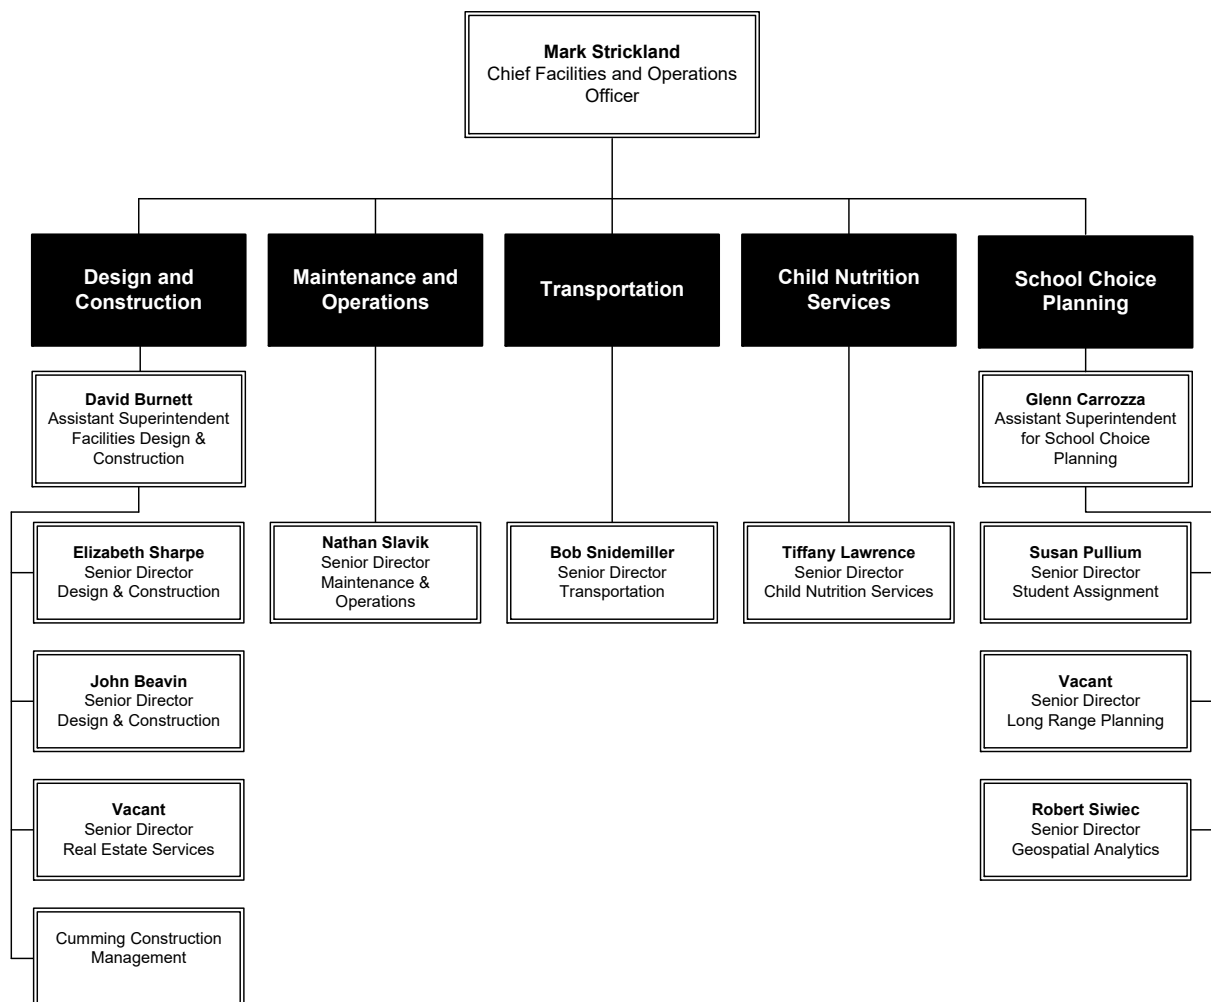 Mark Strickland
Chief Facilities and Operations
Officer
Design and
Construction
Maintenance and
Operations
Transportation
Child Nutrition
Services
School Choice
Planning
David Burnett
Assistant Superintendent
Facilities Design &
Construction
Glenn Carrozza
Assistant Superintendent
for School Choice
Planning
Elizabeth Sharpe
Senior Director
Design & Construction
Nathan Slavik
Senior Director
Maintenance &
Operations
Bob Snidemiller
Senior Director
Transportation
Tiffany Lawrence
Senior Director
Child Nutrition Services
Susan Pullium
Senior Director
Student Assignment
John Beavin
Senior Director
Design & Construction
Vacant
Senior Director
Long Range Planning
Vacant
Senior Director
Real Estate Services
Robert Siwiec
Senior Director
Geospatial Analytics
Cumming Construction
Management